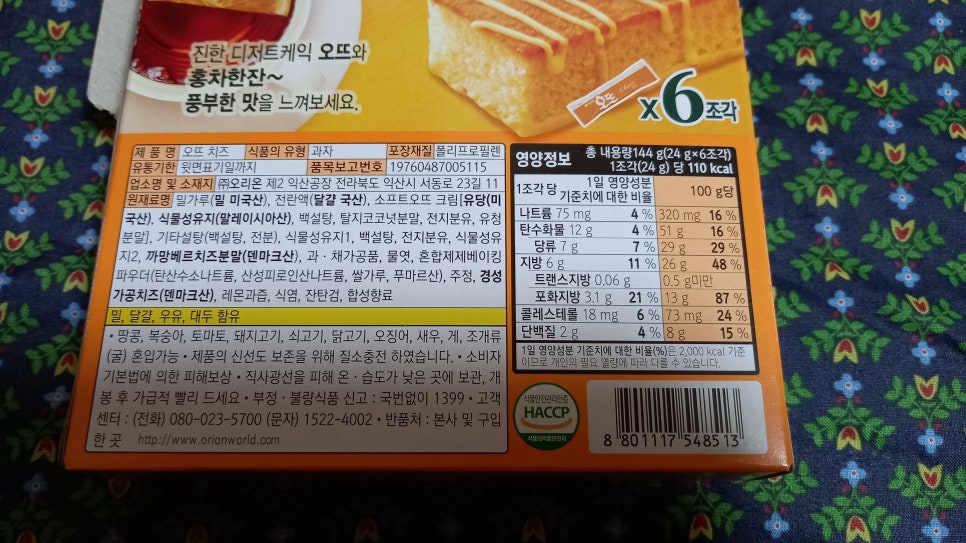 진한 디저트케익 오뜨와
홍차한잔~
풍부한 맛을 느껴보세요.
오뜨
x6조각
제 품 명 오뜨 치즈 식품의 유형 과자 포장재질 폴리프로필렌
유통기한 윗면표기일까지 품목보고번호 19760487005115
업소명 및 소재지 ㈜오리온 제2 익산공장 전라북도 익산시 서동로 23길 11
원재료명 밀가루(밀 미국산), 전란액(달걀 국산), 소프트오뜨 크림[유당(미
국산), 식물성유지(말레이시아산), 백설탕, 탈지코코넛분말, 전지분유, 유청
분말], 기타설탕(백설탕, 전분), 식물성유지1, 백설탕, 전지분유, 식물성유
지2, 까망베르치즈분말(덴마크산), 과·채가공품, 물엿, 혼합제제베이킹
파우더(탄산수소나트륨, 산성피로인산나트륨, 쌀가루, 푸마르산), 주정, 경성
가공치즈(덴마크산), 레몬과즙, 식염, 잔탄검, 합성향료
밀, 달걀, 우유, 대두 함유
• 땅콩, 복숭아, 토마토, 돼지고기, 쇠고기, 닭고기, 오징어, 새우, 게, 조개류
(굴) 혼입가능 • 제품의 신선도 보존을 위해 질소충전 하였습니다. • 소비자
기본법에 의한 피해보상 • 직사광선을 피해 온·습도가 낮은 곳에 보관, 개
봉 후 가급적 빨리 드세요 • 부정·불량식품 신고 : 국번없이 1399 • 고객
센터 : (전화) 080-023-5700 (문자) 1522-4002 • 반품처 : 본사 및 구입
한 곳 http://www.orionworld.com
영양정보 총 내용량 144 g(24 g×6조각)
1조각(24 g) 당 110 kcal
1조각 당 1일 영양성분 기준치에 대한 비율 100 g당
나트륨 75 mg 4 % 320 mg 16 %
탄수화물 12 g 4 % 51 g 16 %
당류 7 g 7 % 29 g 29 %
지방 6 g 11 % 26 g 48 %
트랜스지방 0.06 g 0.5 g미만
포화지방 3.1 g 21 % 13 g 87 %
콜레스테롤 18 mg 6 % 73 mg 24 %
단백질 2 g 4 % 8 g 15 %
1일 영양성분 기준치에 대한 비율(%)은 2,000 kcal 기준
이므로 개인의 필요 열량에 따라 다를 수 있습니다.
식품안전관리인증
HACCP
식품의약품안전처
8 801117 548513